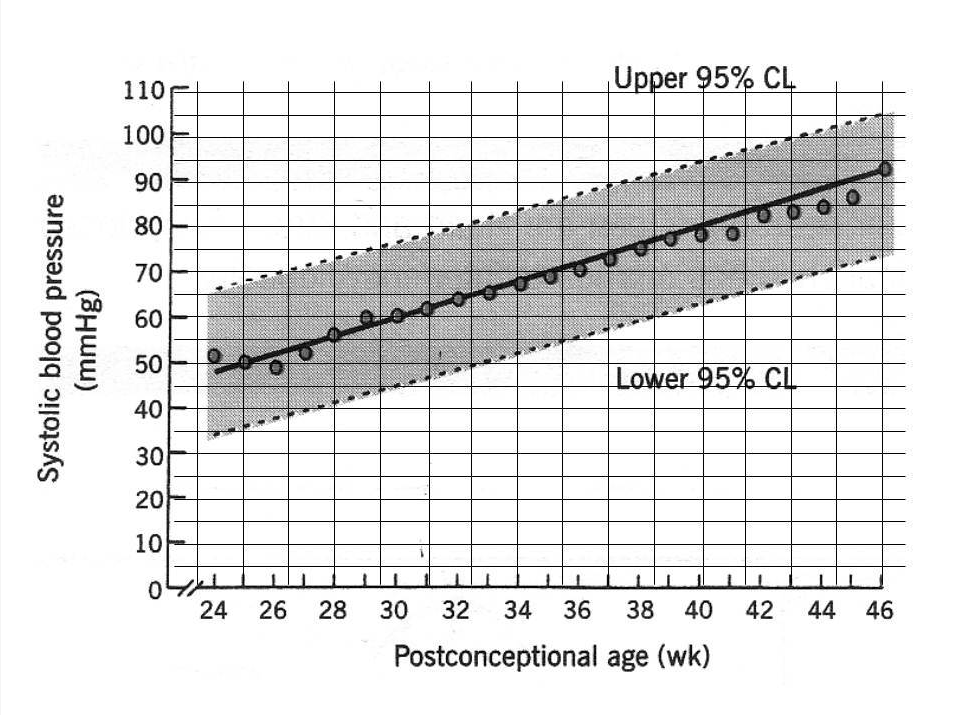 Upper 95% CL
110
100
90
80
70
60
50
40
30
20
10
0
Systolic blood pressure
(mmHg)
Lower 95% CL
24 26 28 30 32 34 36 38 40 42 44 46
Postconceptional age (wk)